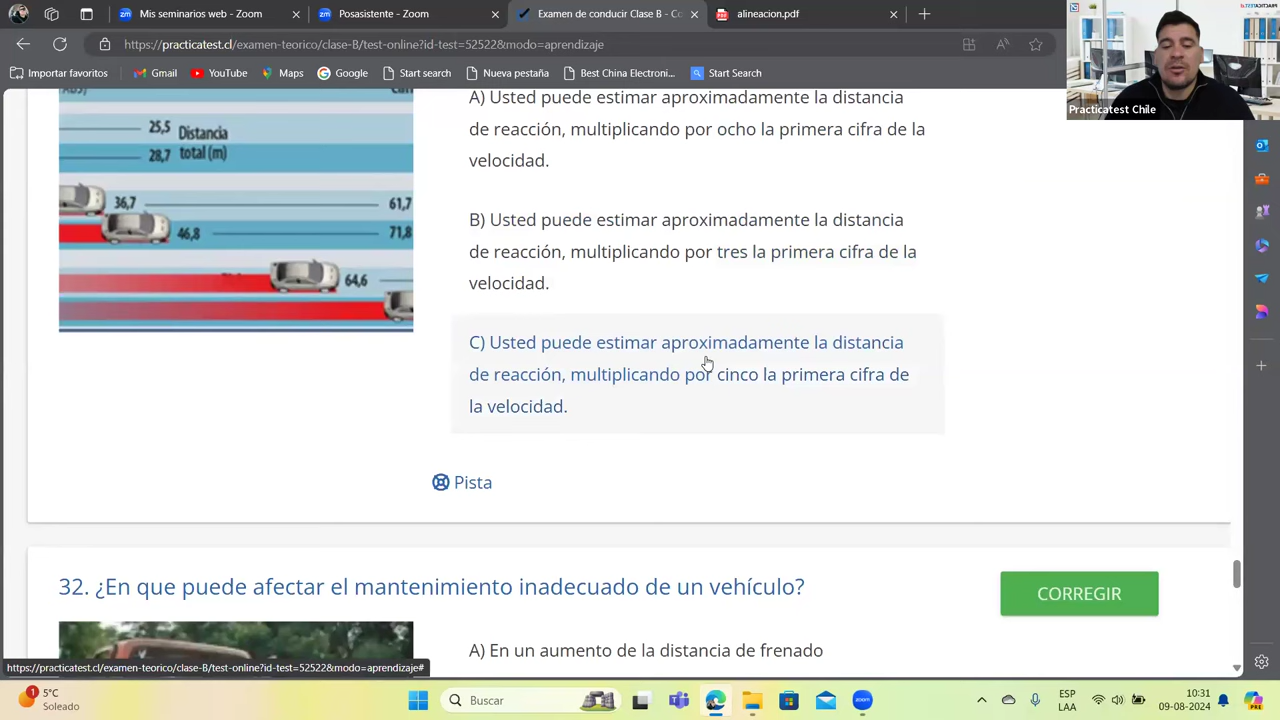 Mis seminarios web - Zoom
Posasistente - Zoom
Examen de conducir Clase B - Co
alineacion.pdf
https://practicatest.cl/examen-teorico/clase-B/test-online?id-test=52522&modo=aprendizaje
Importar favoritos
Gmail
YouTube
Maps
Google
Start search
Nueva pestaña
Best China Electroni...
Start Search
Practicatest Chile
ABS)
25,5
Distancia
28,7
total (m)
36,7
61,7
46,8
71,8
64,6
A) Usted puede estimar aproximadamente la distancia
de reacción, multiplicando por ocho la primera cifra de la
velocidad.
B) Usted puede estimar aproximadamente la distancia
de reacción, multiplicando por tres la primera cifra de la
velocidad.
C) Usted puede estimar aproximadamente la distancia
de reacción, multiplicando por cinco la primera cifra de
la velocidad.
Pista
32. ¿En que puede afectar el mantenimiento inadecuado de un vehículo?
CORREGIR
A) En un aumento de la distancia de frenado
https://practicatest.cl/examen-teorico/clase-B/test-online?id-test=52522&modo=aprendizaje#
1
5°C
Soleado
Buscar
ESP
LAA
10:31
09-08-2024